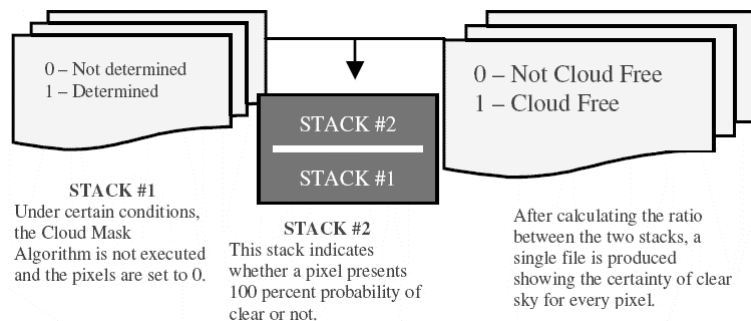 0 – Not determined
1 – Determined
0 – Not Cloud Free
1 – Cloud Free
STACK #2
STACK #1
STACK #1
Under certain conditions,
the Cloud Mask
Algorithm is not executed
and the pixels are set to 0.
STACK #2
This stack indicates
whether a pixel presents
100 percent probability of
clear or not.
After calculating the ratio
between the two stacks, a
single file is produced
showing the certainty of clear
sky for every pixel.